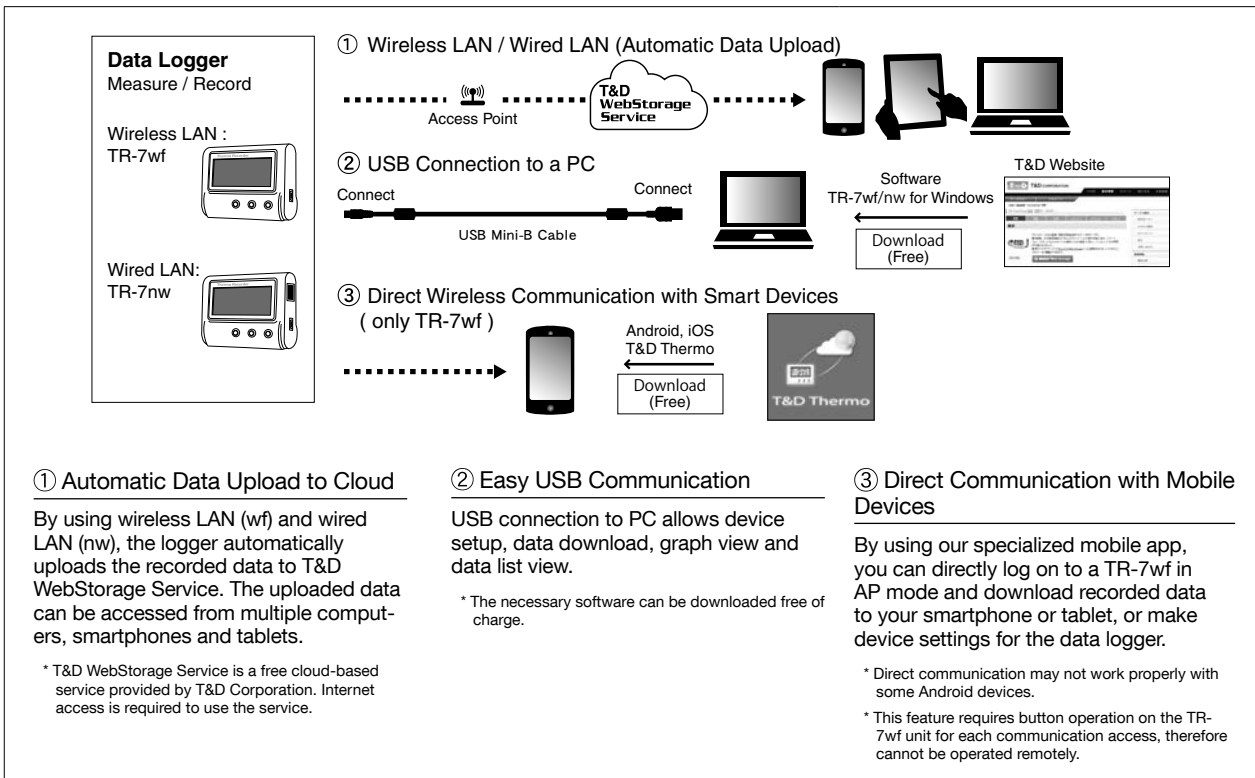 Data Logger
Measure / Record
Wireless LAN :
TR-7wf
Wired LAN:
TR-7nw
① Wireless LAN / Wired LAN (Automatic Data Upload)
Access Point
T&D
WebStorage
Service
② USB Connection to a PC
Connect
Connect
USB Mini-B Cable
Software
TR-7wf/nw for Windows
Download
(Free)
T&D Website
③ Direct Wireless Communication with Smart Devices
( only TR-7wf )
Android, iOS
T&D Thermo
Download
(Free)
T&D Thermo
① Automatic Data Upload to Cloud
By using wireless LAN (wf) and wired
LAN (nw), the logger automatically
uploads the recorded data to T&D
WebStorage Service. The uploaded data
can be accessed from multiple comput-
ers, smartphones and tablets.
* T&D WebStorage Service is a free cloud-based
service provided by T&D Corporation. Internet
access is required to use the service.
② Easy USB Communication
USB connection to PC allows device
setup, data download, graph view and
data list view.
* The necessary software can be downloaded free of
charge.
③ Direct Communication with Mobile
Devices
By using our specialized mobile app,
you can directly log on to a TR-7wf in
AP mode and download recorded data
to your smartphone or tablet, or make
device settings for the data logger.
* Direct communication may not work properly with
some Android devices.
* This feature requires button operation on the TR-
7wf unit for each communication access, therefore
cannot be operated remotely.